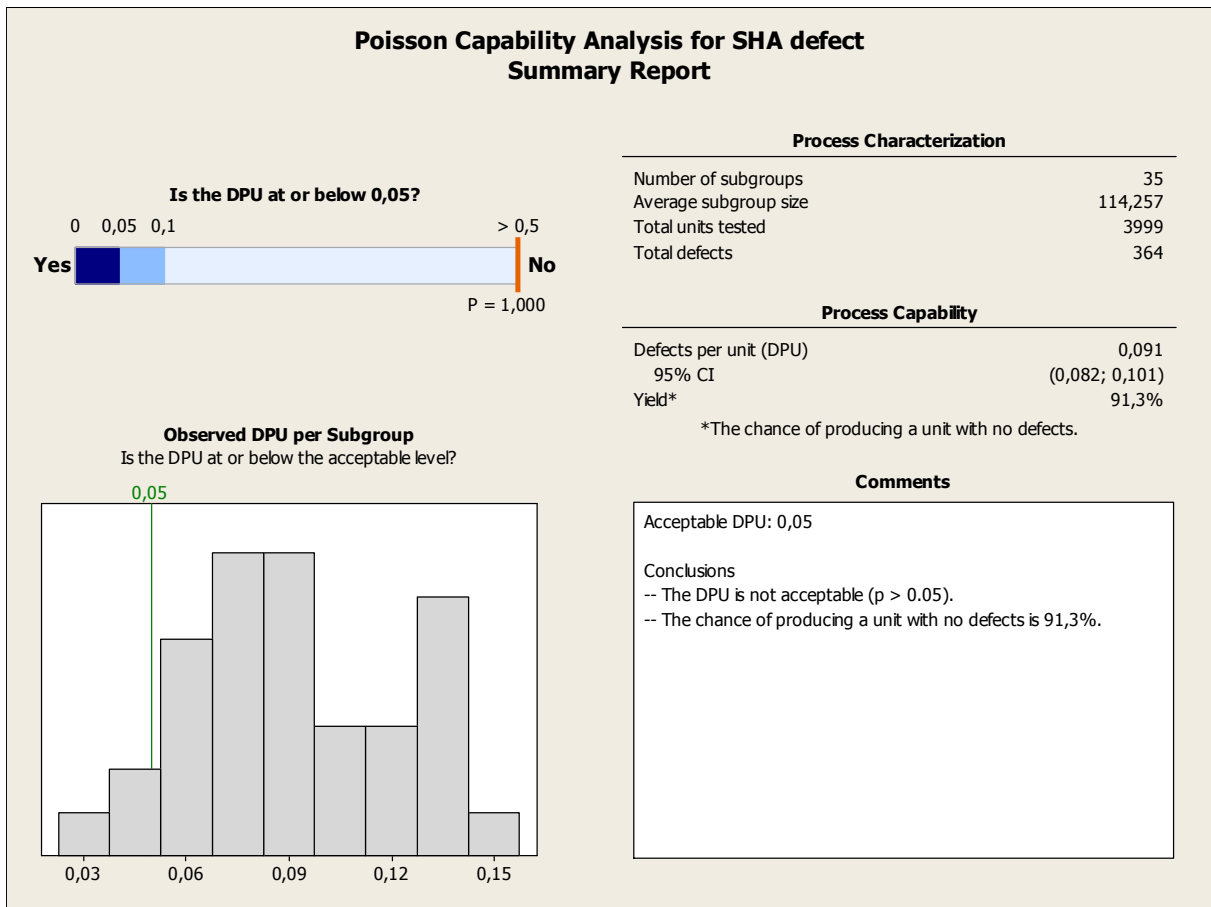 Poisson Capability Analysis for SHA defect
Summary Report
Is the DPU at or below 0,05?
0 0,05 0,1 > 0,5
Yes No
P = 1,000
Process Characterization
Number of subgroups 35
Average subgroup size 114,257
Total units tested 3999
Total defects 364
Process Capability
Defects per unit (DPU) 0,091
95% CI (0,082; 0,101)
Yield* 91,3%
*The chance of producing a unit with no defects.
Observed DPU per Subgroup
Is the DPU at or below the acceptable level?
0,05
0,03 0,06 0,09 0,12 0,15
Comments
Acceptable DPU: 0,05
Conclusions
-- The DPU is not acceptable (p > 0.05).
-- The chance of producing a unit with no defects is 91,3%.